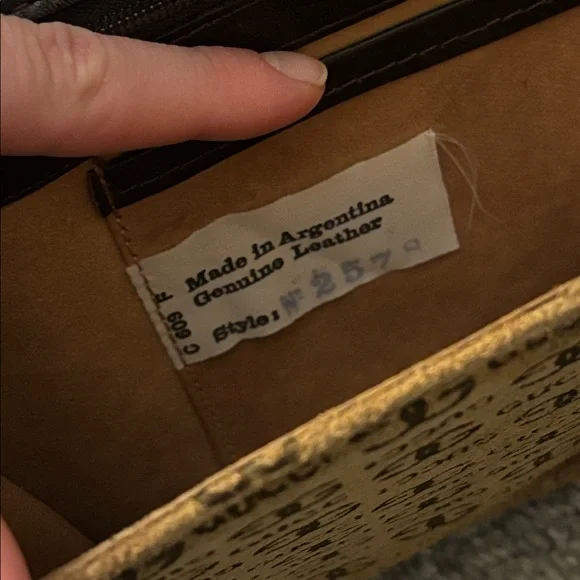 Made in Argentina
Genuine Leather
Style: Nº 257
C 609 F